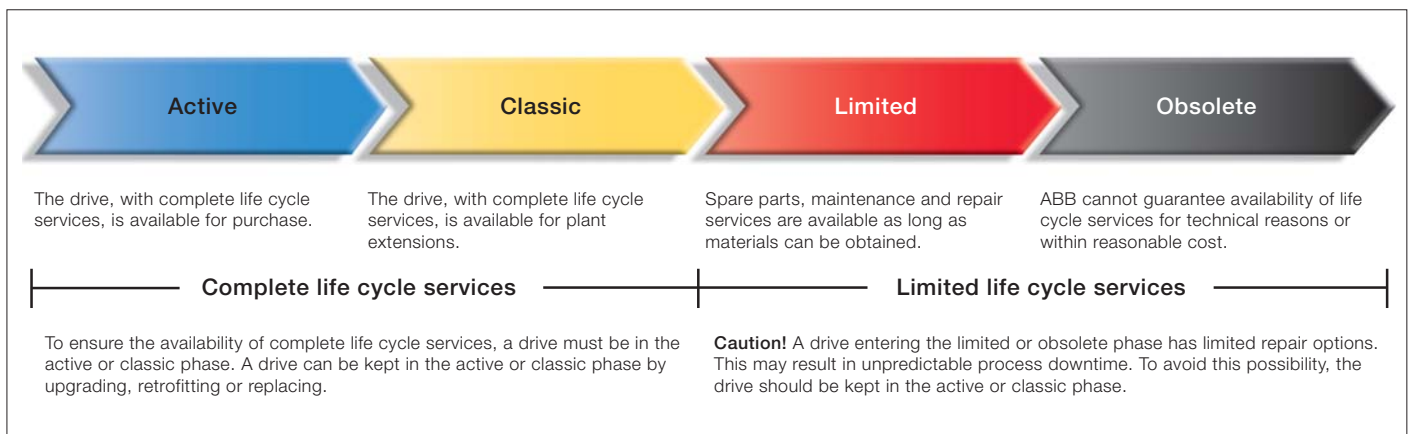 Active
Classic
Limited
Obsolete
The drive, with complete life cycle
services, is available for purchase.
The drive, with complete life cycle
services, is available for plant
extensions.
Spare parts, maintenance and repair
services are available as long as
materials can be obtained.
ABB cannot guarantee availability of life
cycle services for technical reasons or
within reasonable cost.
Complete life cycle services
Limited life cycle services
To ensure the availability of complete life cycle services, a drive must be in the
active or classic phase. A drive can be kept in the active or classic phase by
upgrading, retrofitting or replacing.
Caution! A drive entering the limited or obsolete phase has limited repair options.
This may result in unpredictable process downtime. To avoid this possibility, the
drive should be kept in the active or classic phase.